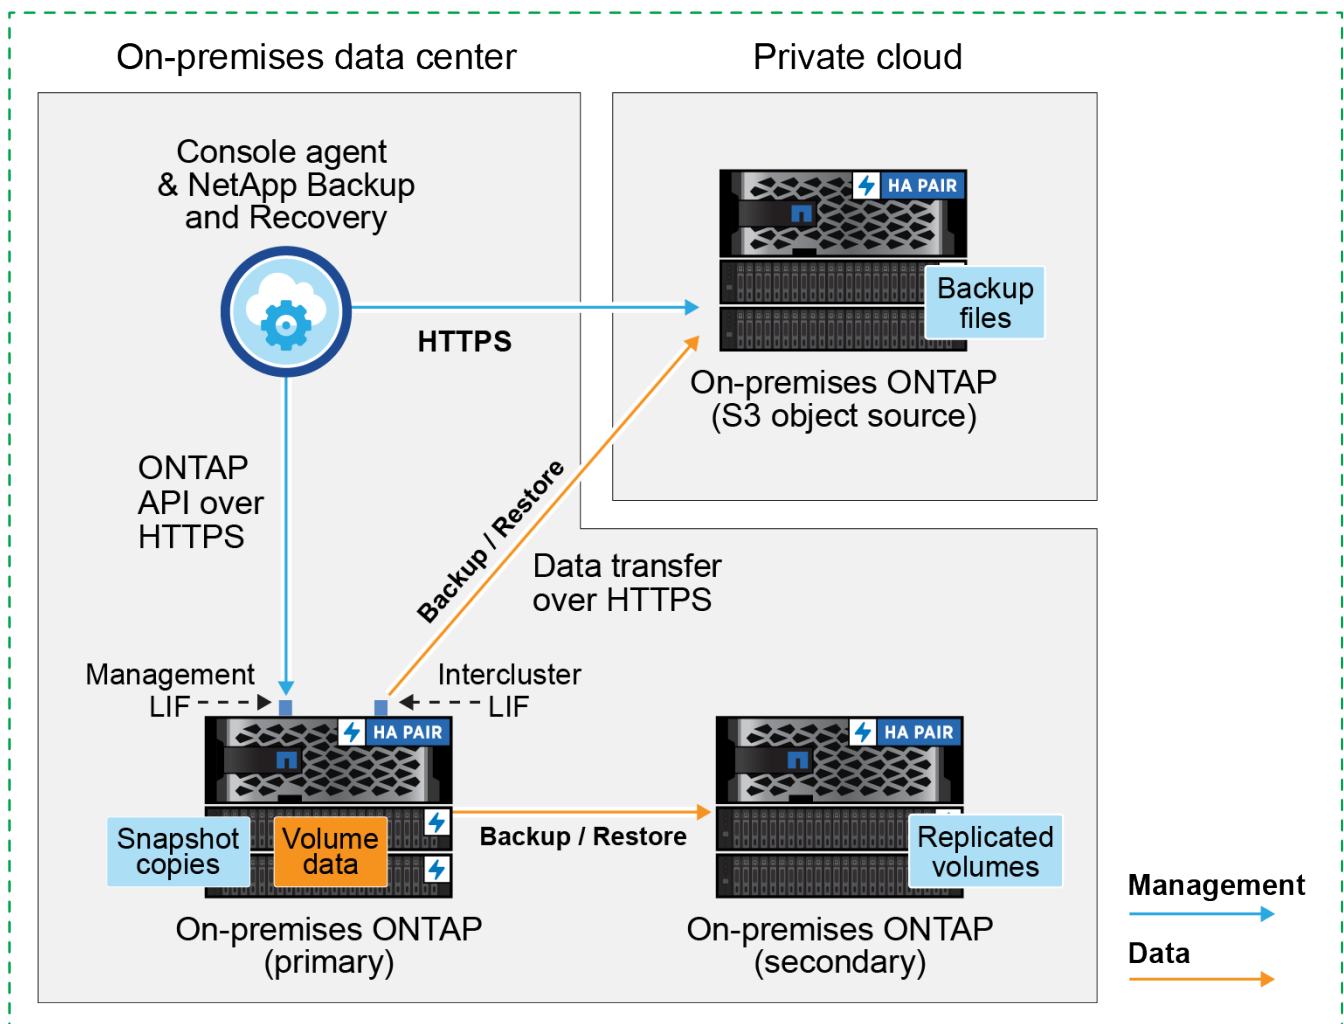 On-premises data center
Private cloud
Console agent
& NetApp Backup
and Recovery
HA PAIR
Backup
files
HTTPS
On-premises ONTAP
(S3 object source)
ONTAP
API over
HTTPS
Backup / Restore
Data transfer
over HTTPS
Management
LIF
Intercluster
LIF
HA PAIR
HA PAIR
Snapshot
copies
Volume
data
Backup / Restore
Replicated
volumes
On-premises ONTAP
(primary)
On-premises ONTAP
(secondary)
Management
Data